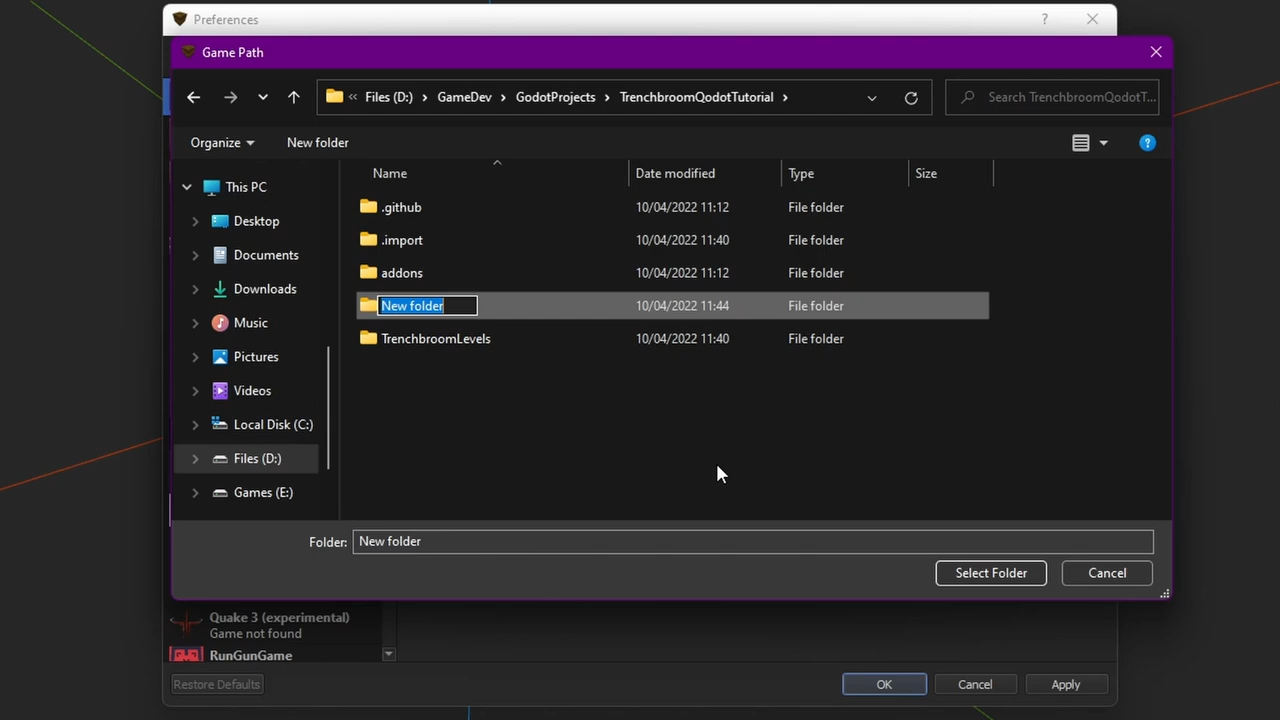 Preferences
?
Game Path
« Files (D:) › GameDev › GodotProjects › TrenchbroomQodotTutorial ›
Search TrenchbroomQodotT...
Organize
New folder
?
Name
Date modified
Type
Size
This PC
Desktop
Documents
Downloads
Music
Pictures
Videos
Local Disk (C:)
Files (D:)
Games (E:)
.github 10/04/2022 11:12 File folder
.import 10/04/2022 11:40 File folder
addons 10/04/2022 11:12 File folder
New folder 10/04/2022 11:44 File folder
TrenchbroomLevels 10/04/2022 11:40 File folder
Folder: New folder
Select Folder
Cancel
Quake 3 (experimental)
Game not found
RunGunGame
Restore Defaults
OK
Cancel
Apply